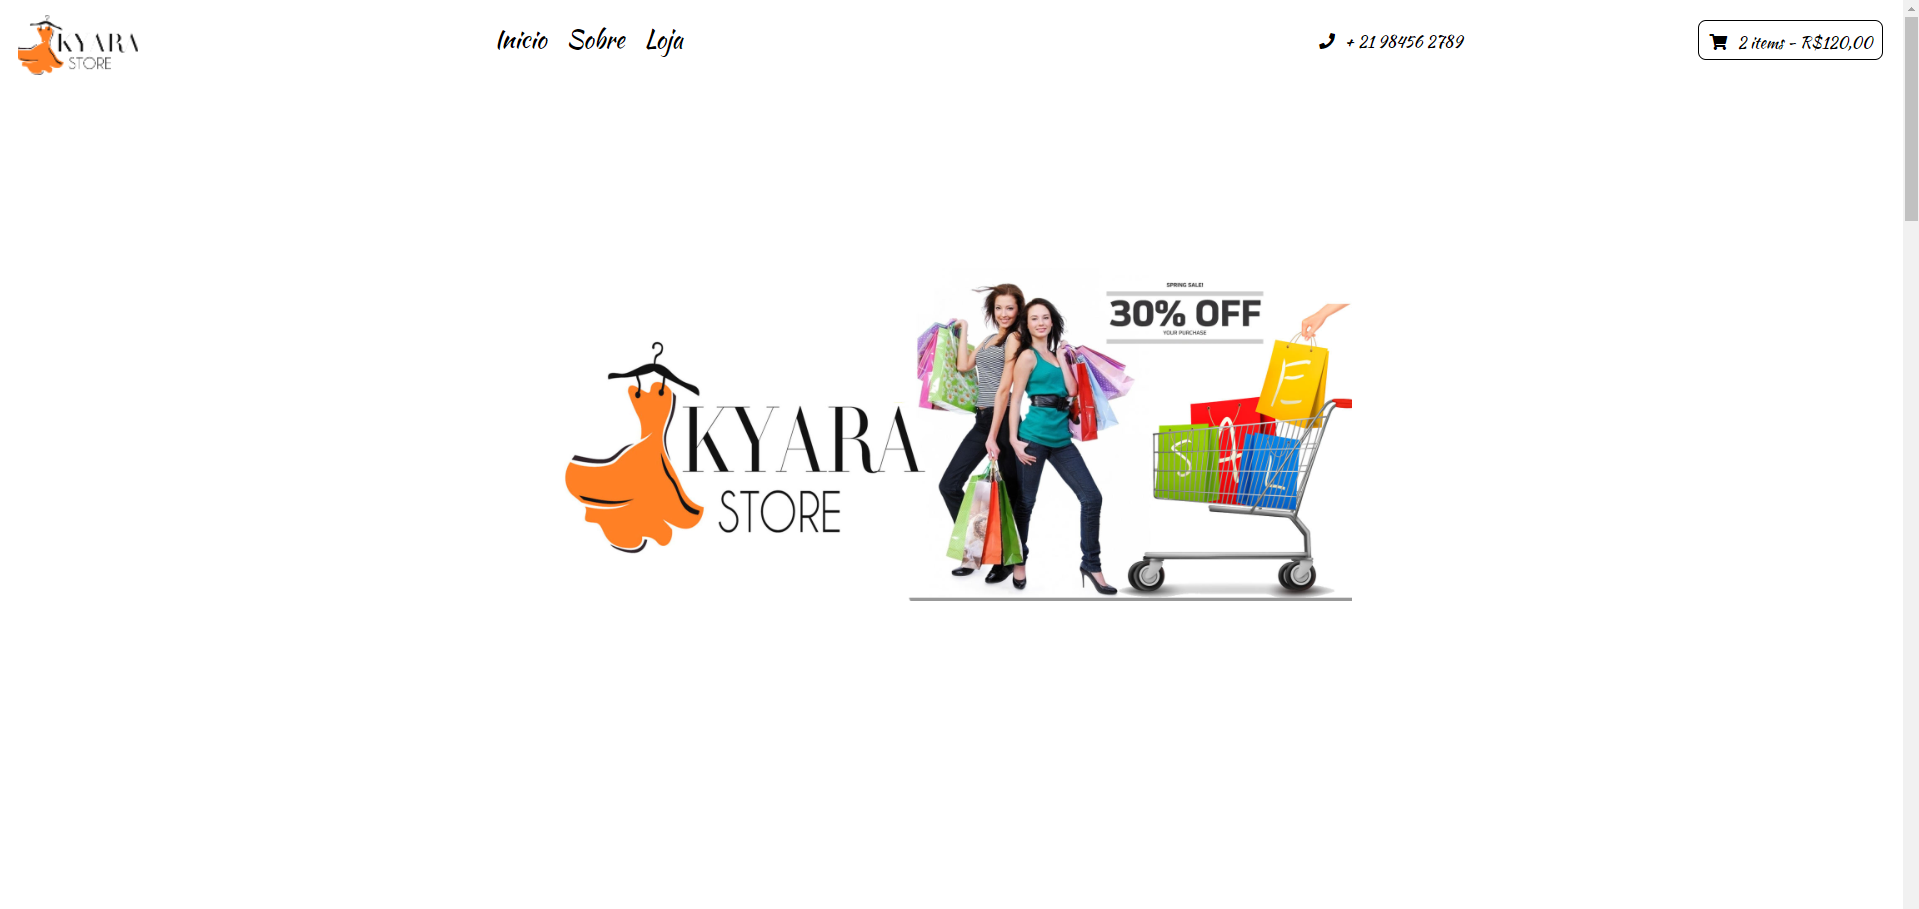 KYARA
STORE
Inicio Sobre Loja
+ 21 98456 2789
2 items - R$120,00
SPRING SALE!
30% OFF
YOUR PURCHASE
KYARA
STORE
E
S A L